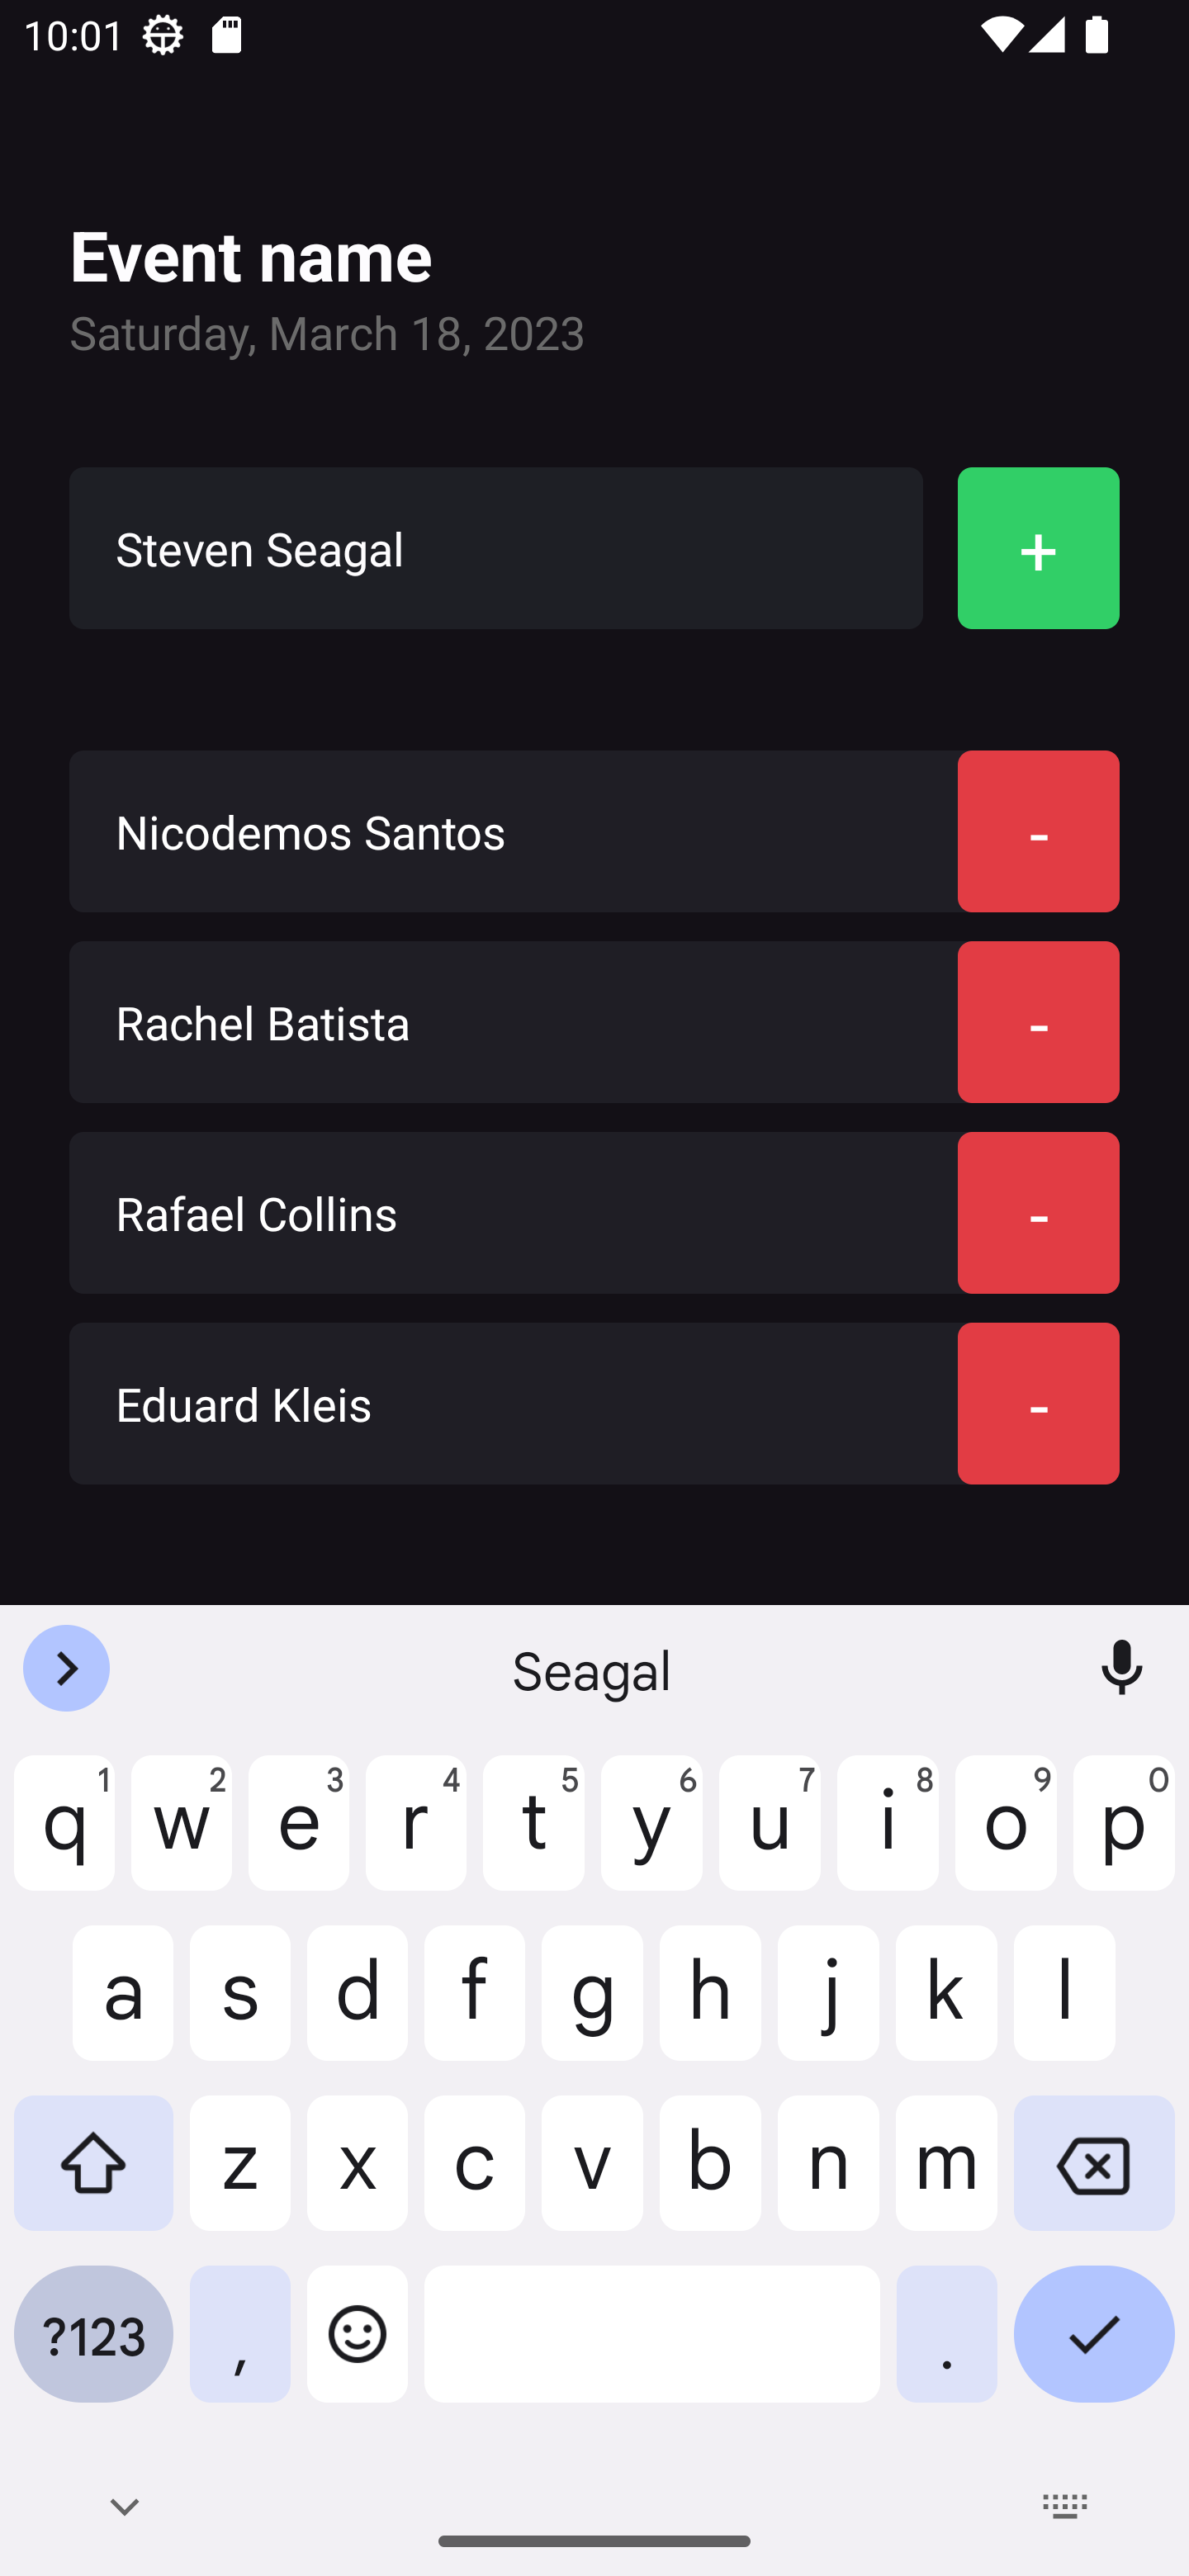 10:01
Event name
Saturday, March 18, 2023
Steven Seagal +
Nicodemos Santos -
Rachel Batista -
Rafael Collins -
Eduard Kleis -
Seagal
q 1 w 2 e 3 r 4 t 5 y 6 u 7 i 8 o 9 p 0
a s d f g h j k l
z x c v b n m
?123 , .